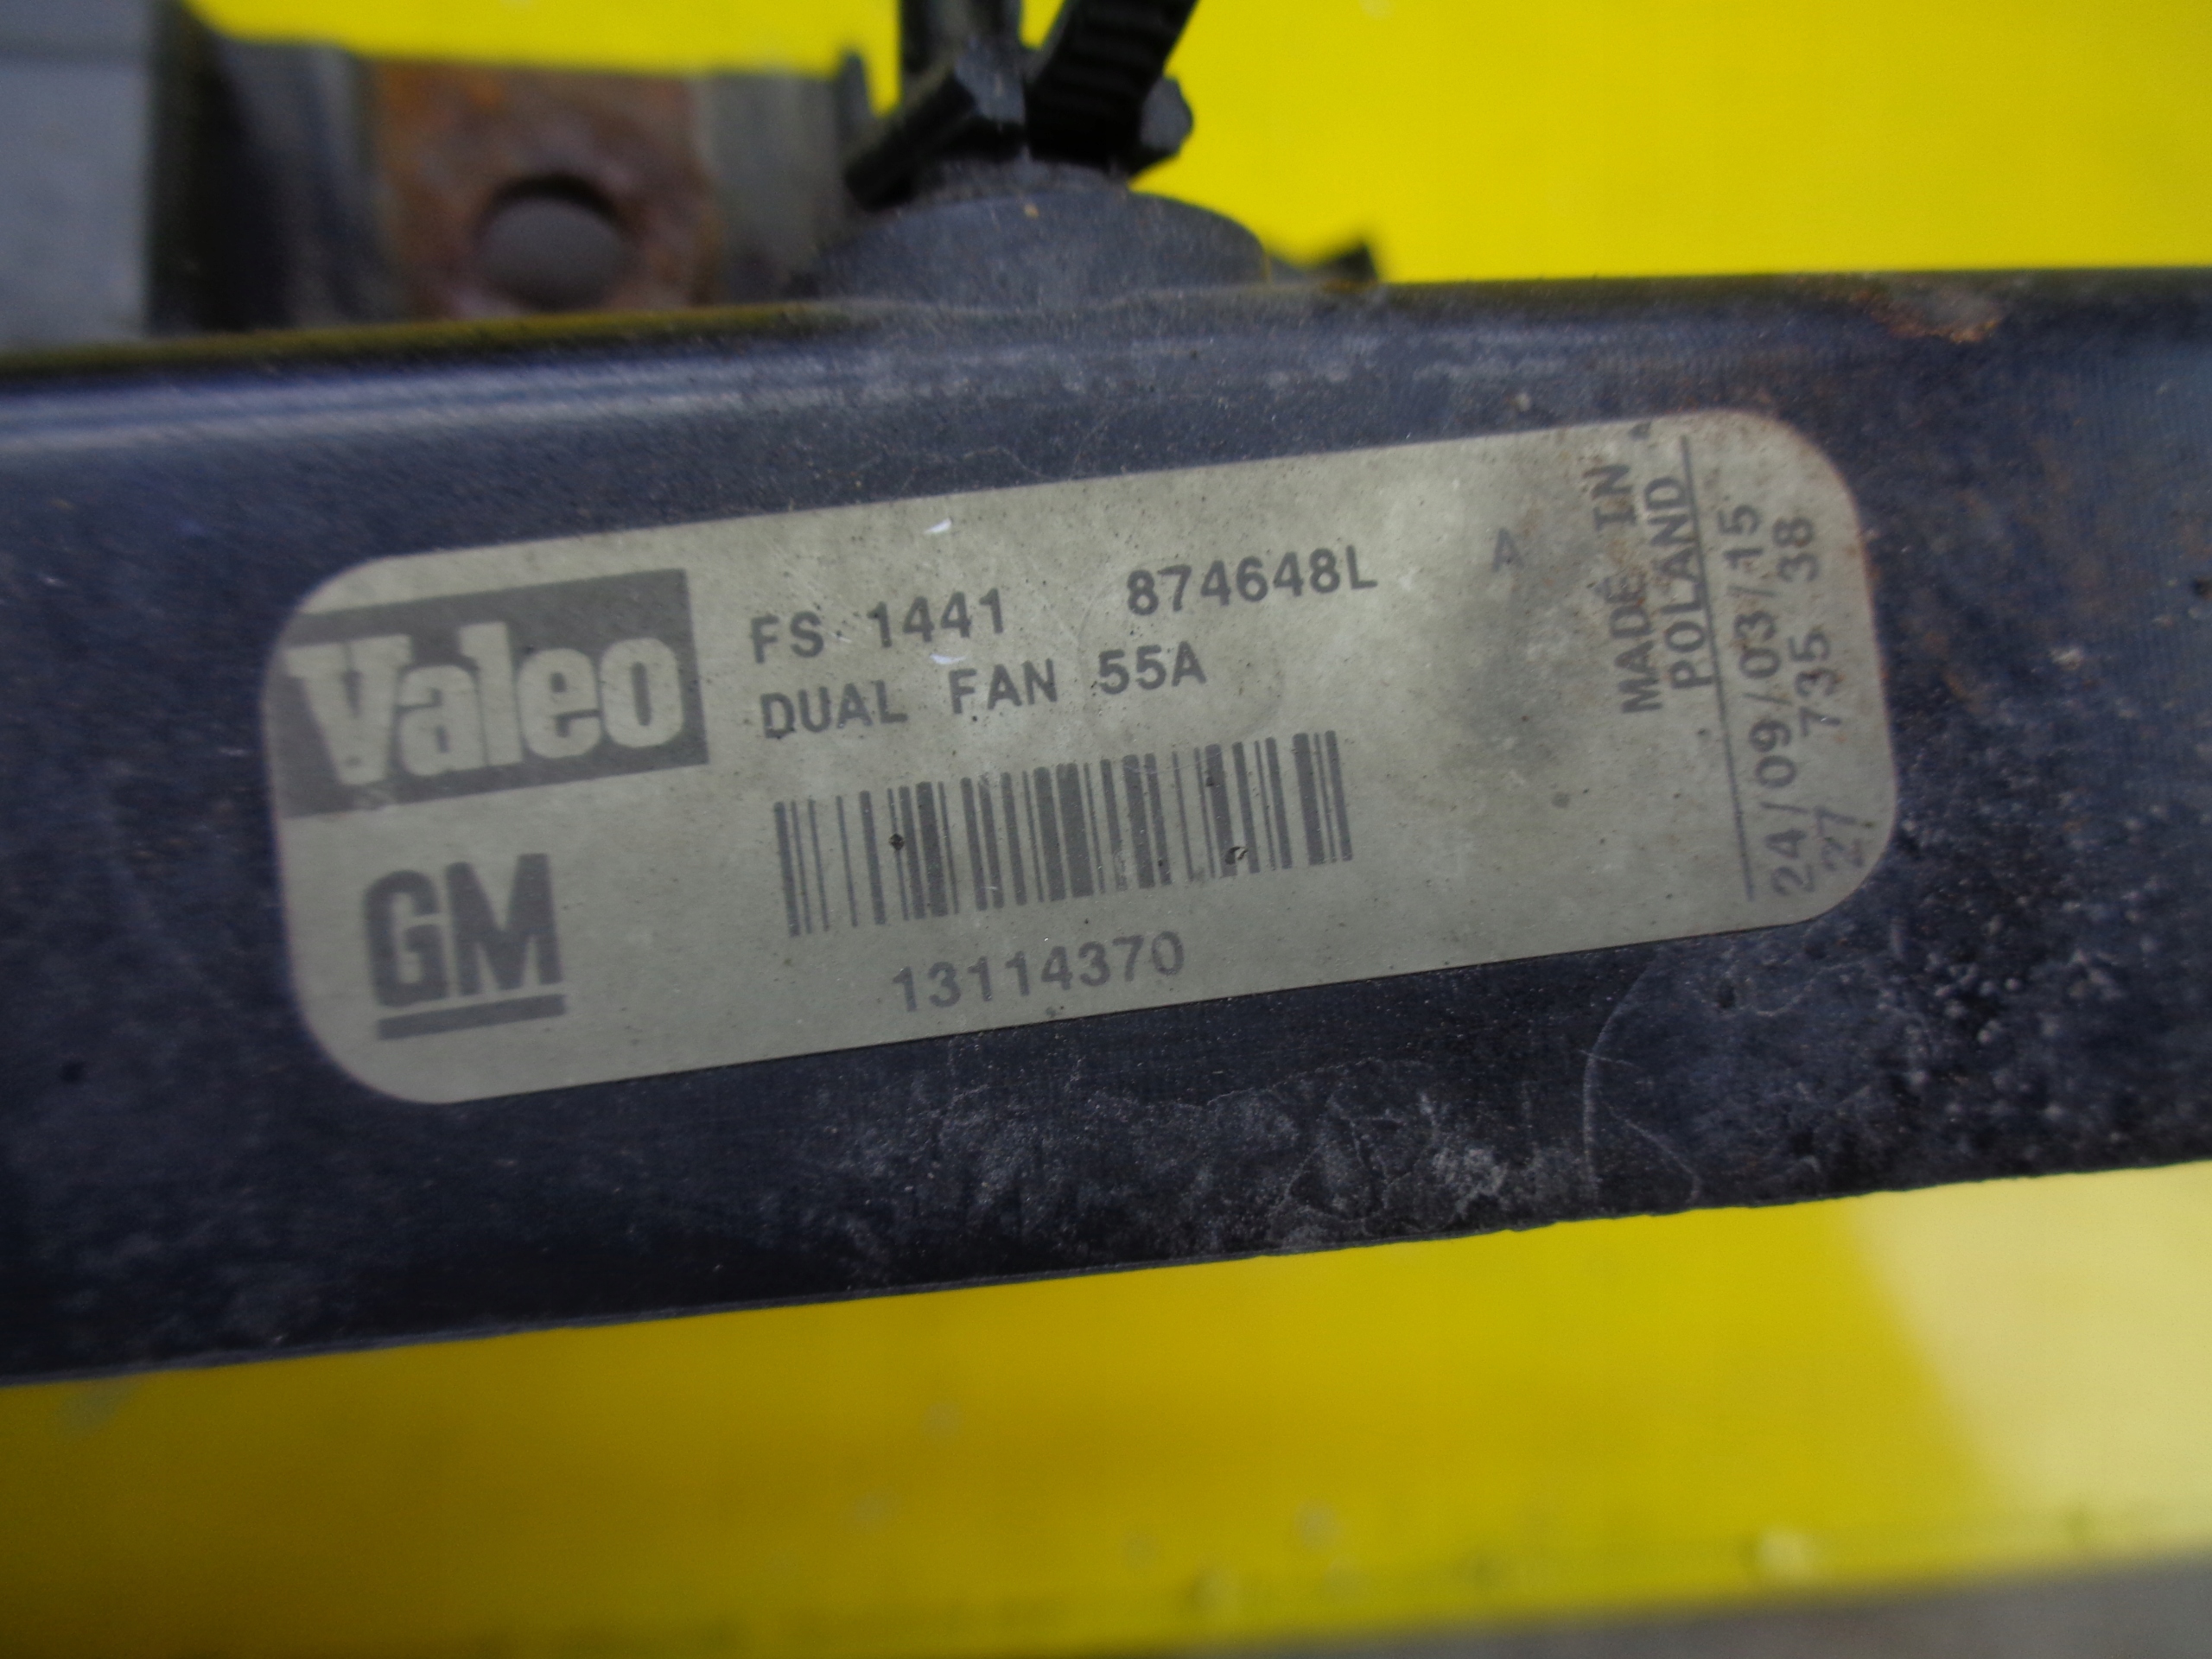 Valeo
FS 1441 874648L A
DUAL FAN 55A
GM
13114370
MADE IN
POLAND
24/09/03/15
27 735 38